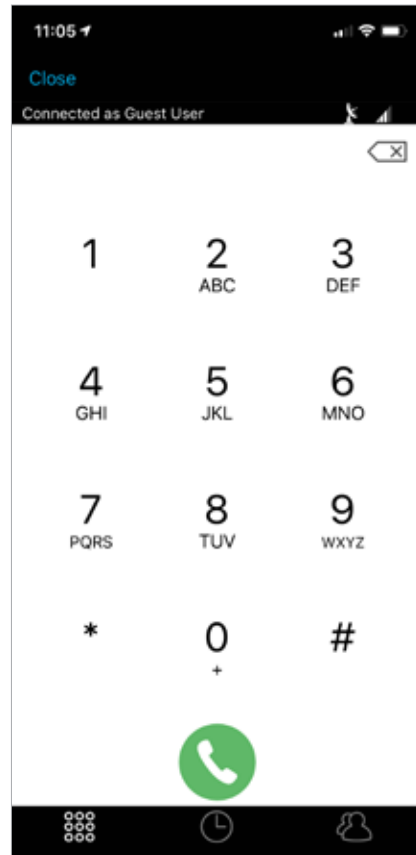 11:05
Close
Connected as Guest User
1 2 3
ABC DEF
4 5 6
GHI JKL MNO
7 8 9
PQRS TUV WXYZ
* 0 #
+